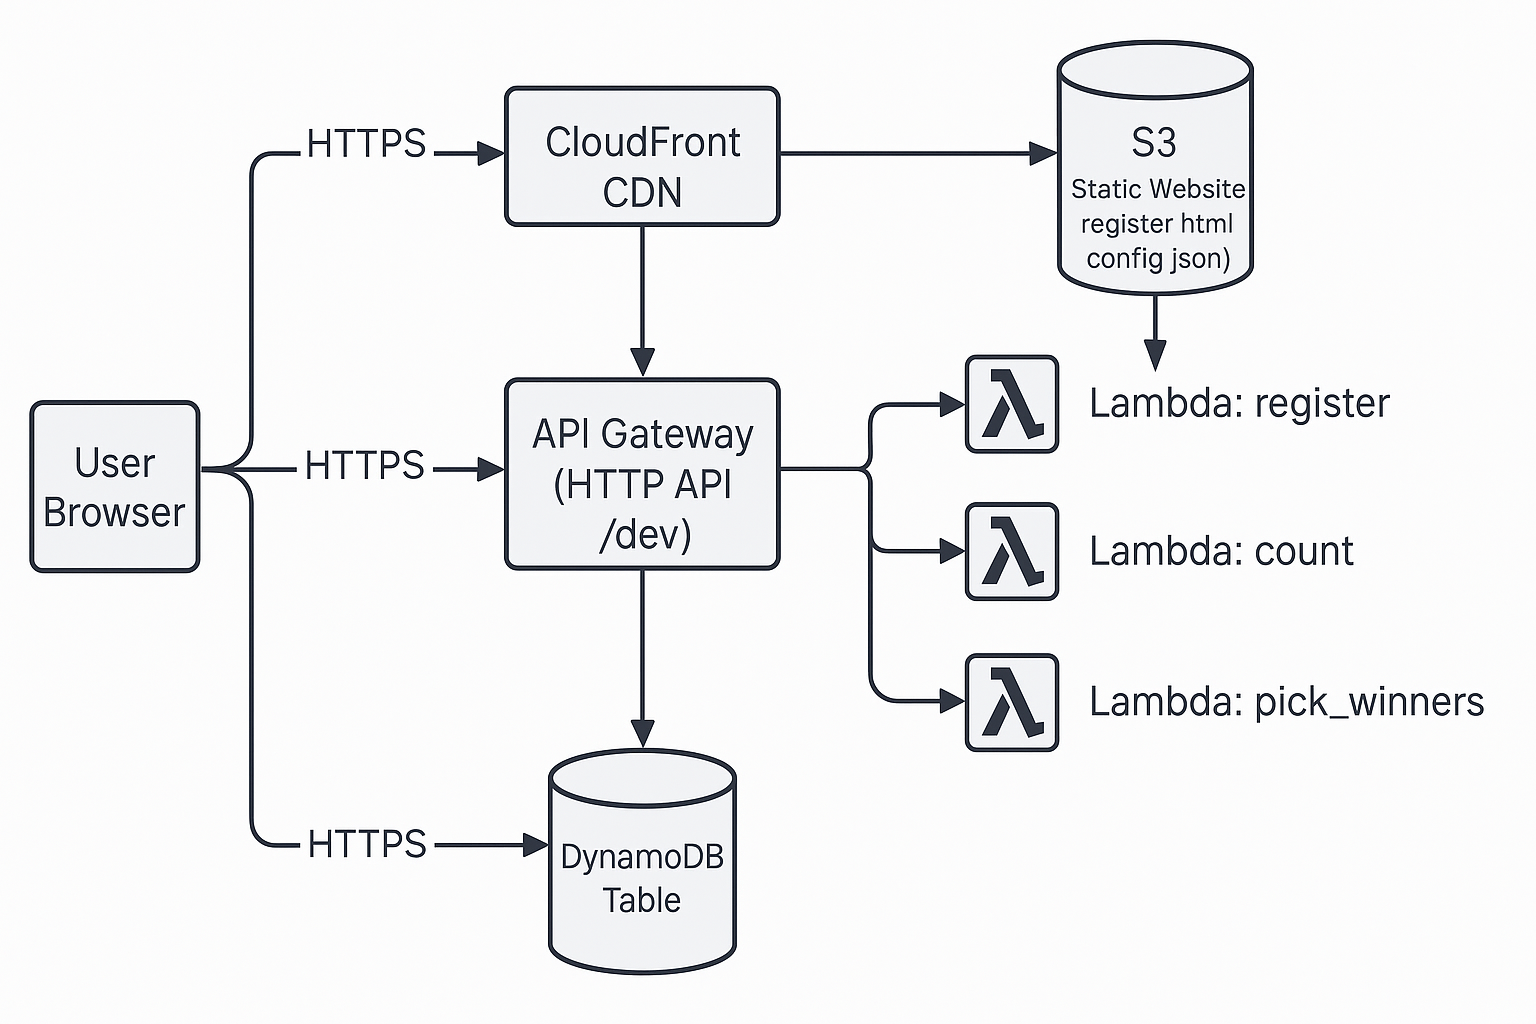 HTTPS
CloudFront
CDN
S3
Static Website
register html
config json)
User
Browser
HTTPS
API Gateway
(HTTP API
/dev)
Lambda: register
Lambda: count
Lambda: pick_winners
HTTPS
DynamoDB
Table